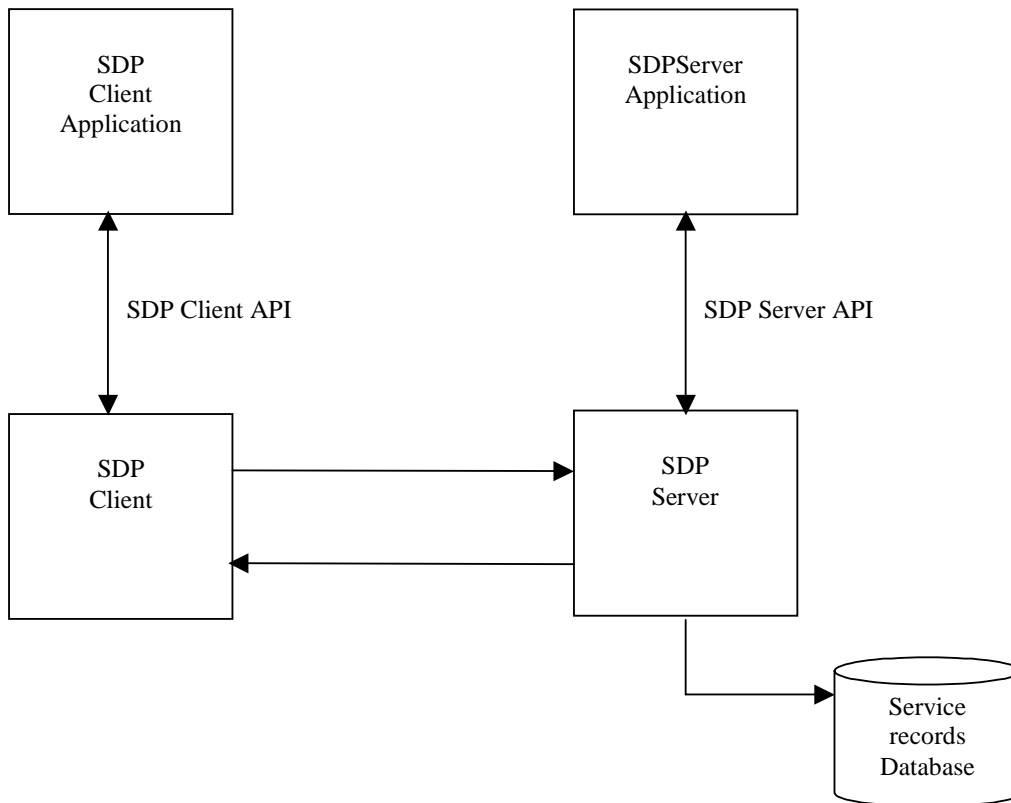 SDP
Client
Application
SDPServer
Application
SDP Client API
SDP Server API
SDP
Client
SDP
Server
Service
records
Database